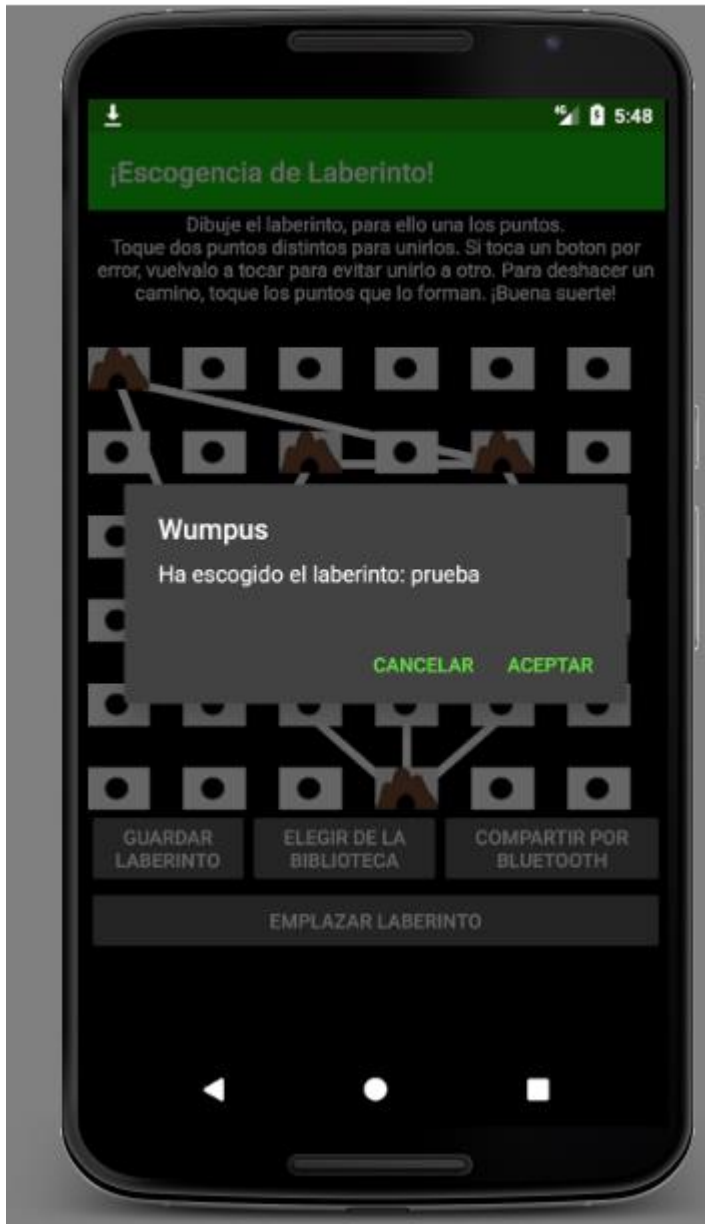 4G 5:48
¡Escogencia de Laberinto!
Dibuje el laberinto, para ello una los puntos.
Toque dos puntos distintos para unirlos. Si toca un boton por
error, vuelvalo a tocar para evitar unirlo a otro. Para deshacer un
camino, toque los puntos que lo forman. ¡Buena suerte!
Wumpus
Ha escogido el laberinto: prueba
CANCELAR ACEPTAR
GUARDAR LABERINTO
ELEGIR DE LA BIBLIOTECA
COMPARTIR POR BLUETOOTH
EMPLAZAR LABERINTO